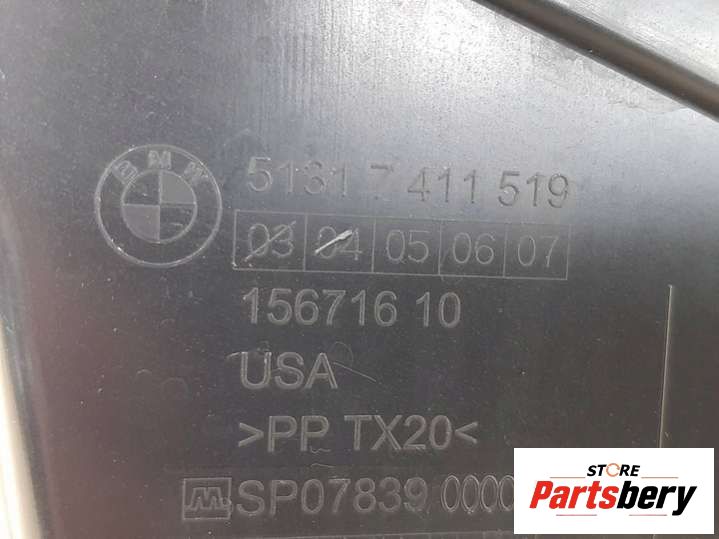 BMW
5131 7 411 519
03 04 05 06 07
156716 10
USA
>PP TX20<
SP07839 0000
STORE
Partsbery